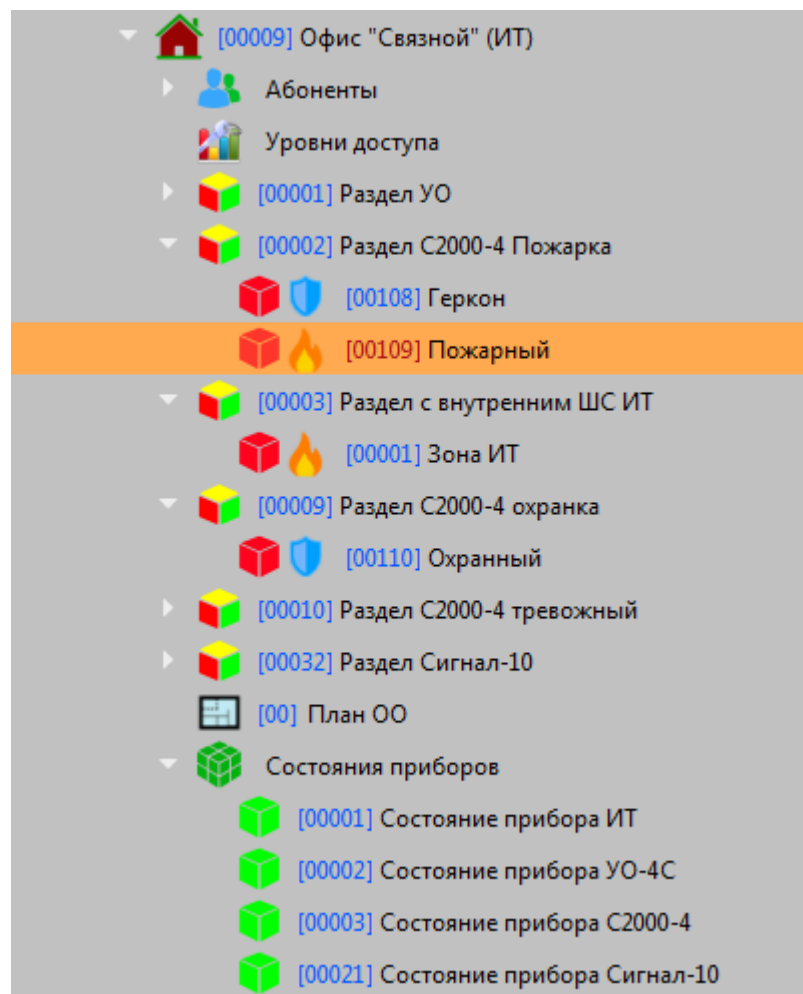 [00009] Офис "Связной" (ИТ)
Абоненты
Уровни доступа
[00001] Раздел УО
[00002] Раздел С2000-4 Пожарка
[00108] Геркон
[00109] Пожарный
[00003] Раздел с внутренним ШС ИТ
[00001] Зона ИТ
[00009] Раздел С2000-4 охранка
[00110] Охранный
[00010] Раздел С2000-4 тревожный
[00032] Раздел Сигнал-10
[00] План ОО
Состояния приборов
[00001] Состояние прибора ИТ
[00002] Состояние прибора УО-4С
[00003] Состояние прибора С2000-4
[00021] Состояние прибора Сигнал-10